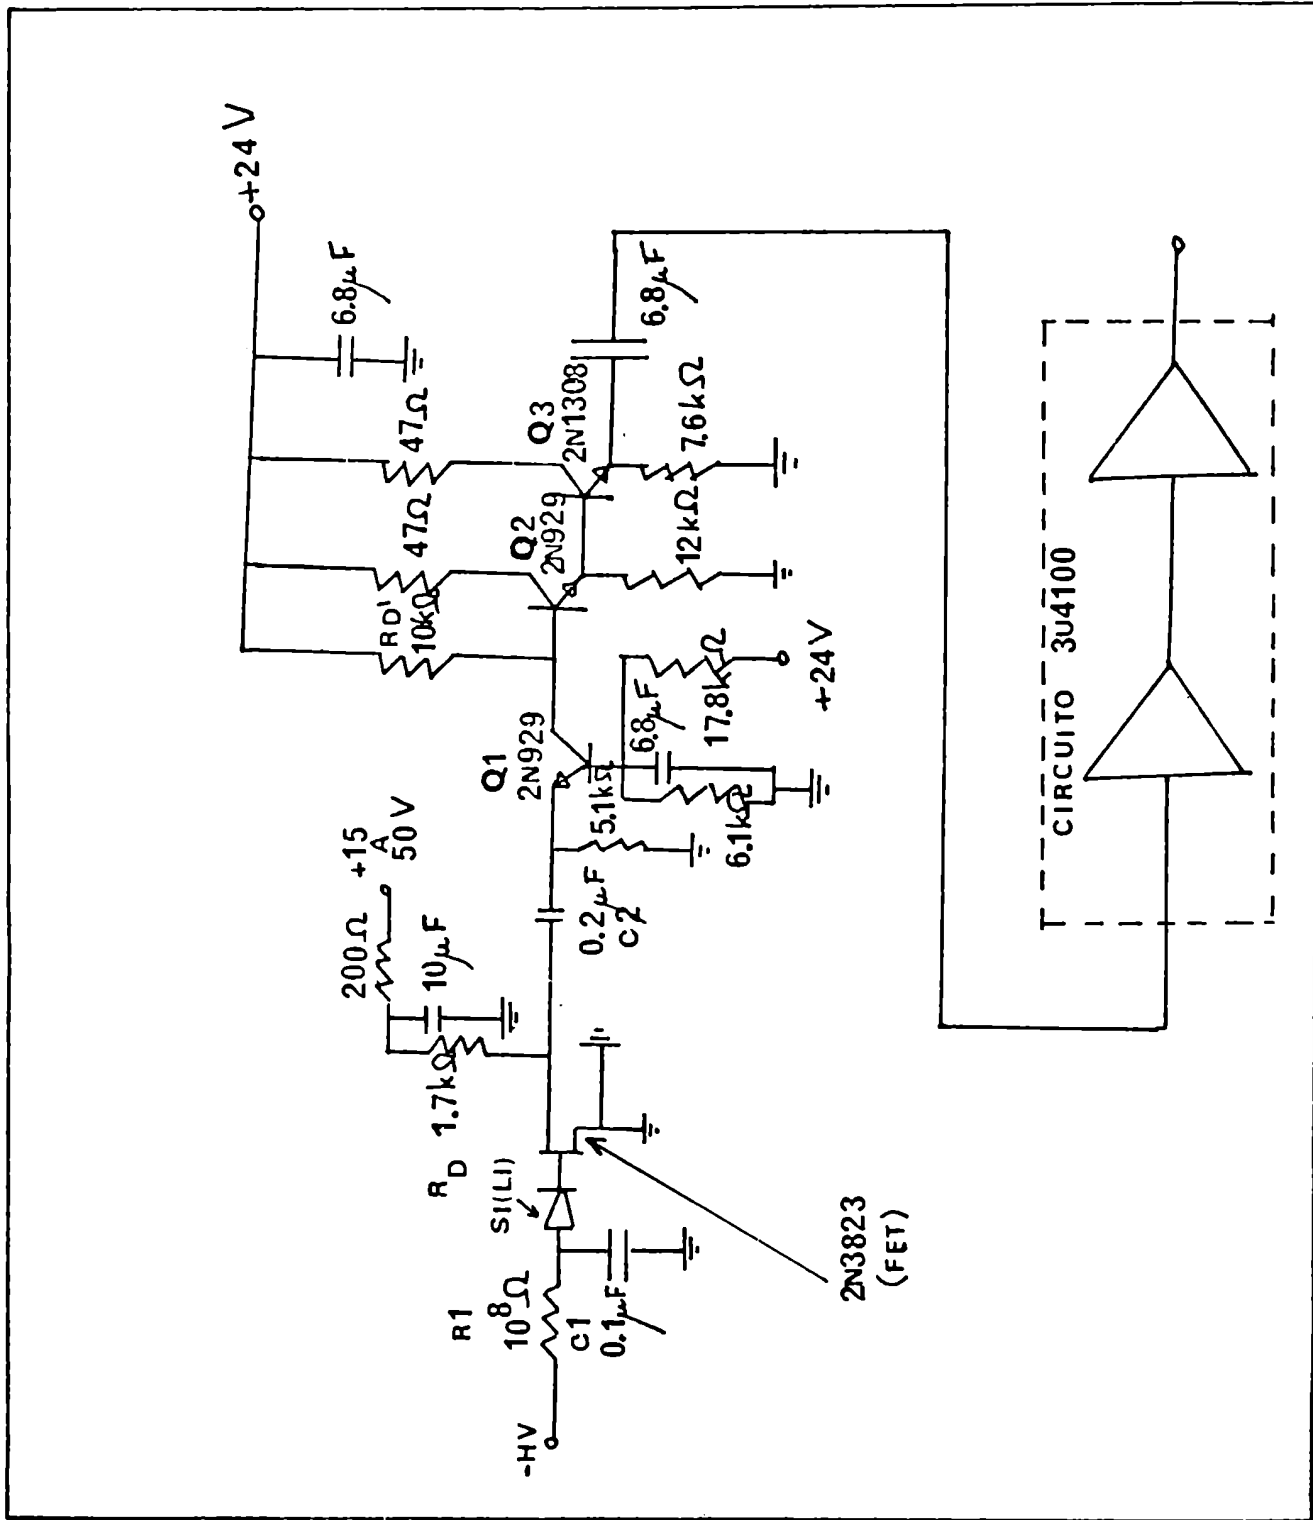 -HV
R1
10⁸Ω
C1
0.1μF
SI(LI)
2N3823
(FET)
RD
1.7kΩ
10μF
200Ω
+15
A
50V
0.2μF
C2
5.1kΩ
Q1
2N929
6.1kΩ
6.8μF
17.8kΩ
+24V
RD'
10kΩ
47Ω
Q2
2N929
12kΩ
47Ω
Q3
2N1308
7.6kΩ
6.8μF
6.8μF
+24V
CIRCUITO 3U4100